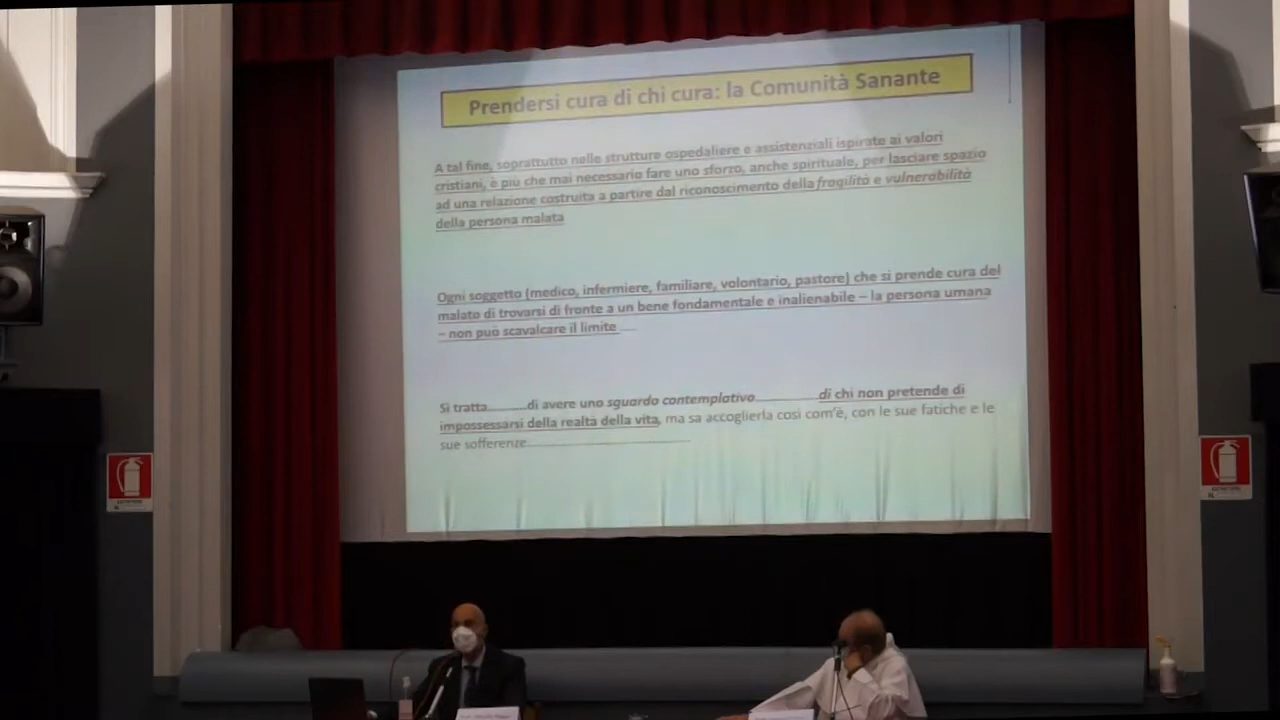 Prendersi cura di chi cura: la Comunità Sanante
A tal fine, soprattutto nelle strutture ospedaliere e assistenziali ispirate ai valori
cristiani, è più che mai necessario fare uno sforzo, anche spirituale, per lasciare spazio
ad una relazione costruita a partire dal riconoscimento della fragilità e vulnerabilità
della persona malata
Ogni soggetto (medico, infermiere, familiare, volontario, pastore) che si prende cura del
malato di trovarsi di fronte a un bene fondamentale e inalienabile – la persona umana
– non può scavalcare il limite ....
Si tratta..........di avere uno sguardo contemplativo................di chi non pretende di
impossessarsi della realtà della vita, ma sa accoglierla così com'è, con le sue fatiche e le
sue sofferenze..........................................
ESTINTORE